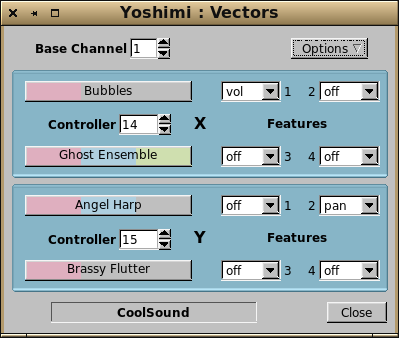 Yoshimi : Vectors
Base Channel 1 Options
Bubbles vol 1 2 off
Controller 14 X Features
Ghost Ensemble off 3 4 off
Angel Harp off 1 2 pan
Controller 15 Y Features
Brassy Flutter off 3 4 off
CoolSound Close